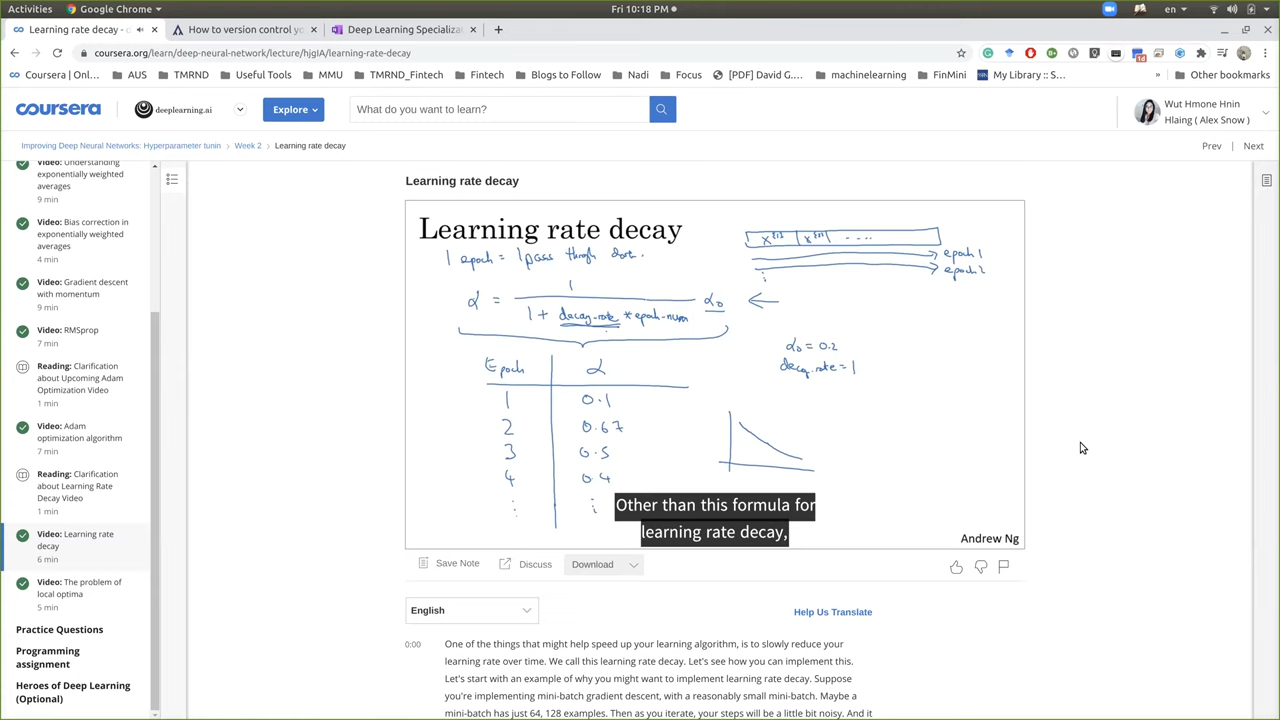 Activities
Google Chrome
Fri 10:18 PM
en
Learning rate decay -
How to version control yo
Deep Learning Specializat
coursera.org/learn/deep-neural-network/lecture/hjgIA/learning-rate-decay
Coursera | Onl...
AUS
TMRND
Useful Tools
MMU
TMRND_Fintech
Fintech
Blogs to Follow
Nadi
Focus
[PDF] David G....
machinelearning
FinMini
My Library :: S...
»
Other bookmarks
coursera
deeplearning.ai
Explore
What do you want to learn?
Wut Hmone Hnin
Hlaing ( Alex Snow )
Improving Deep Neural Networks: Hyperparameter tunin > Week 2 > Learning rate decay
Prev
Next
Video: Understanding
exponentially weighted
averages
9 min
Video: Bias correction in
exponentially weighted
averages
4 min
Video: Gradient descent
with momentum
9 min
Video: RMSprop
7 min
Reading: Clarification
about Upcoming Adam
Optimization Video
1 min
Video: Adam
optimization algorithm
7 min
Reading: Clarification
about Learning Rate
Decay Video
1 min
Video: Learning rate
decay
6 min
Video: The problem of
local optima
5 min
Practice Questions
Programming
assignment
Heroes of Deep Learning
(Optional)
Learning rate decay
Learning rate decay
1 epoch = 1 pass through data.
X{1} X{2} ....
epoch 1
epoch 2
α = 1 / 1 + decay-rate * epoch-num α₀
α₀ = 0.2
decay.rate = 1
Epoch α
1 0.1
2 0.67
3 0.5
4 0.4
Other than this formula for
learning rate decay,
Andrew Ng
Save Note
Discuss
Download
English
Help Us Translate
0:00
One of the things that might help speed up your learning algorithm, is to slowly reduce your
learning rate over time. We call this learning rate decay. Let's see how you can implement this.
Let's start with an example of why you might want to implement learning rate decay. Suppose
you're implementing mini-batch gradient descent, with a reasonably small mini-batch. Maybe a
mini-batch has just 64, 128 examples. Then as you iterate, your steps will be a little bit noisy. And it